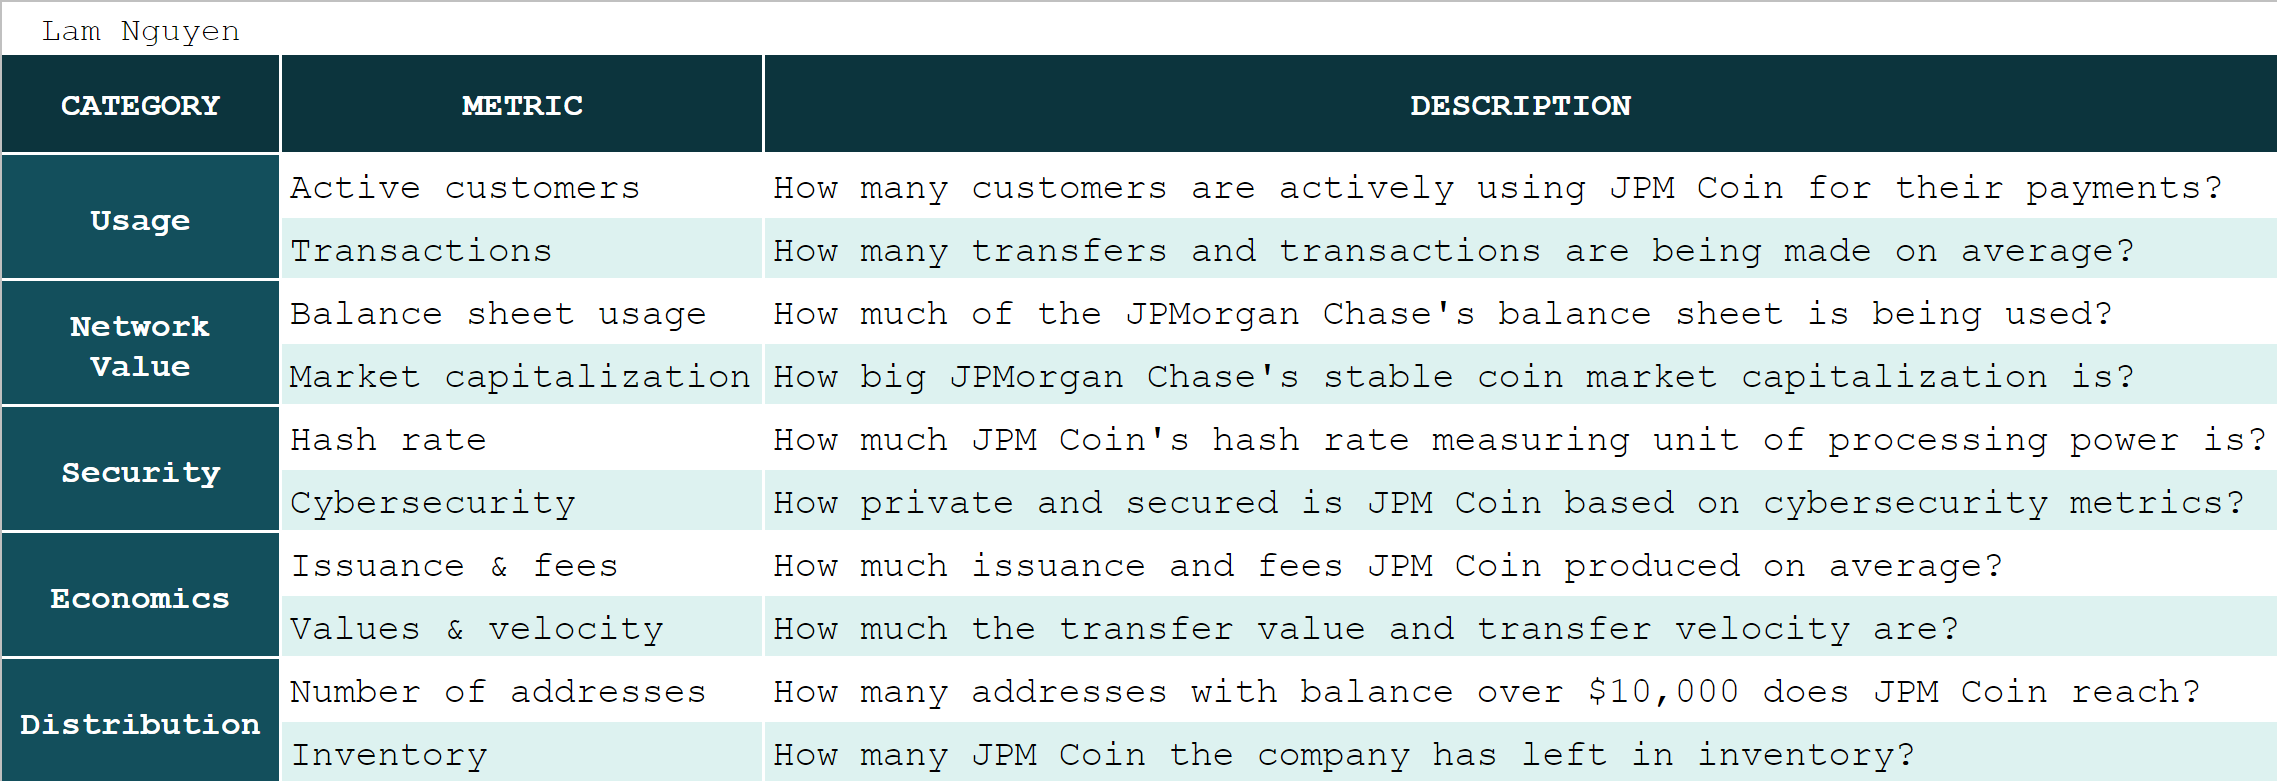 Lam Nguyen
CATEGORY METRIC DESCRIPTION
Usage
Active customers How many customers are actively using JPM Coin for their payments?
Transactions How many transfers and transactions are being made on average?
Network
Value
Balance sheet usage How much of the JPMorgan Chase's balance sheet is being used?
Market capitalization How big JPMorgan Chase's stable coin market capitalization is?
Security
Hash rate How much JPM Coin's hash rate measuring unit of processing power is?
Cybersecurity How private and secured is JPM Coin based on cybersecurity metrics?
Economics
Issuance & fees How much issuance and fees JPM Coin produced on average?
Values & velocity How much the transfer value and transfer velocity are?
Distribution
Number of addresses How many addresses with balance over $10,000 does JPM Coin reach?
Inventory How many JPM Coin the company has left in inventory?